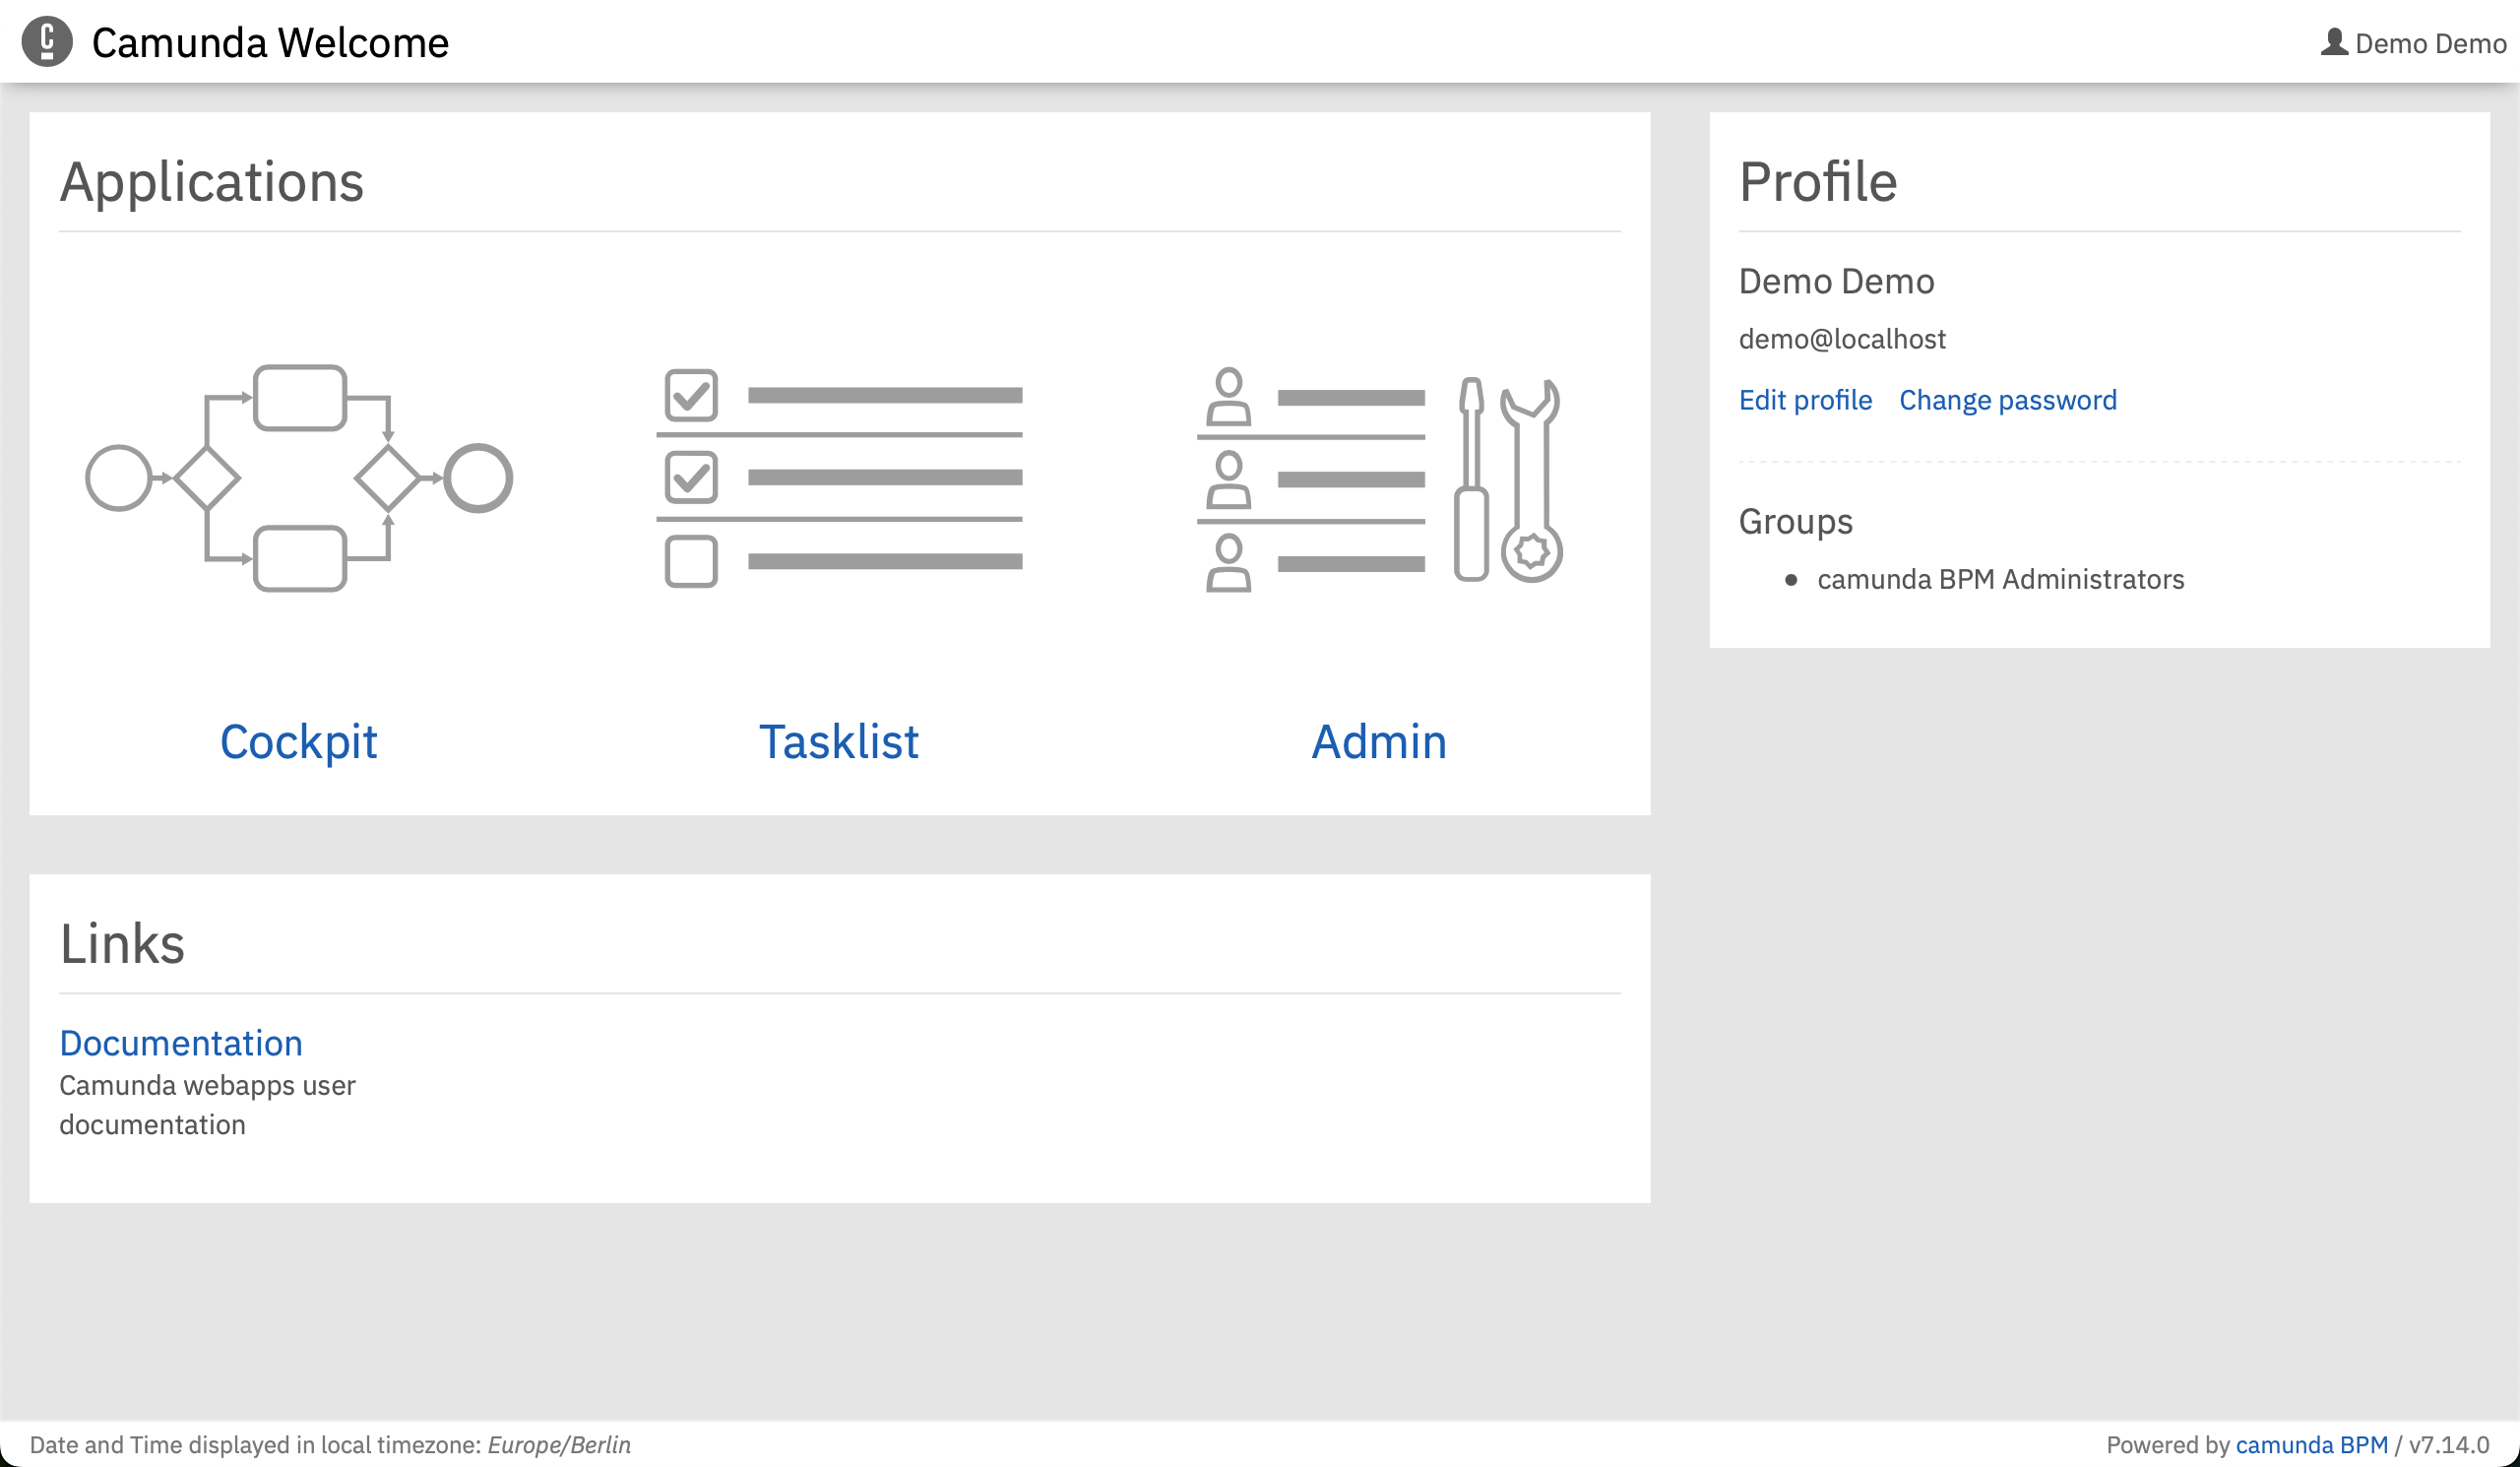 Camunda Welcome
Demo Demo
Applications
Cockpit
Tasklist
Admin
Links
Documentation
Camunda webapps user
documentation
Profile
Demo Demo
demo@localhost
Edit profile Change password
Groups
camunda BPM Administrators
Date and Time displayed in local timezone: Europe/Berlin
Powered by camunda BPM / v7.14.0